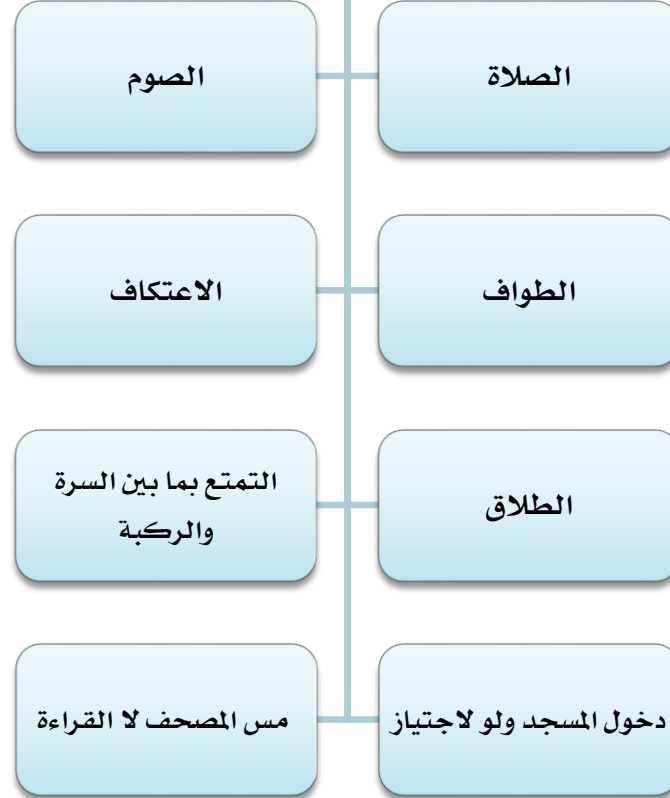 الصلاة
الصوم
الطواف
الاعتكاف
الطلاق
التمتع بما بين السرة
والركبة
دخول المسجد ولو لاجتياز
مس المصحف لا القراءة